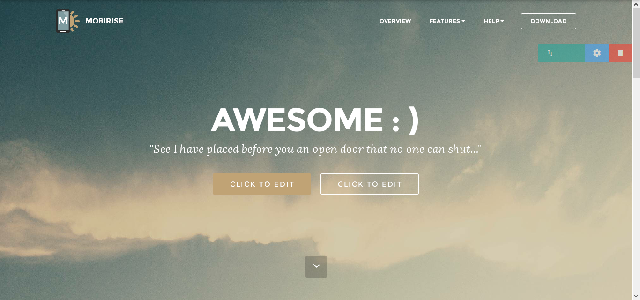 M MOBIRISE
OVERVIEW FEATURES HELP DOWNLOAD
AWESOME : )
"See I have placed before you an open door that no one can shut..."
CLICK TO EDIT CLICK TO EDIT